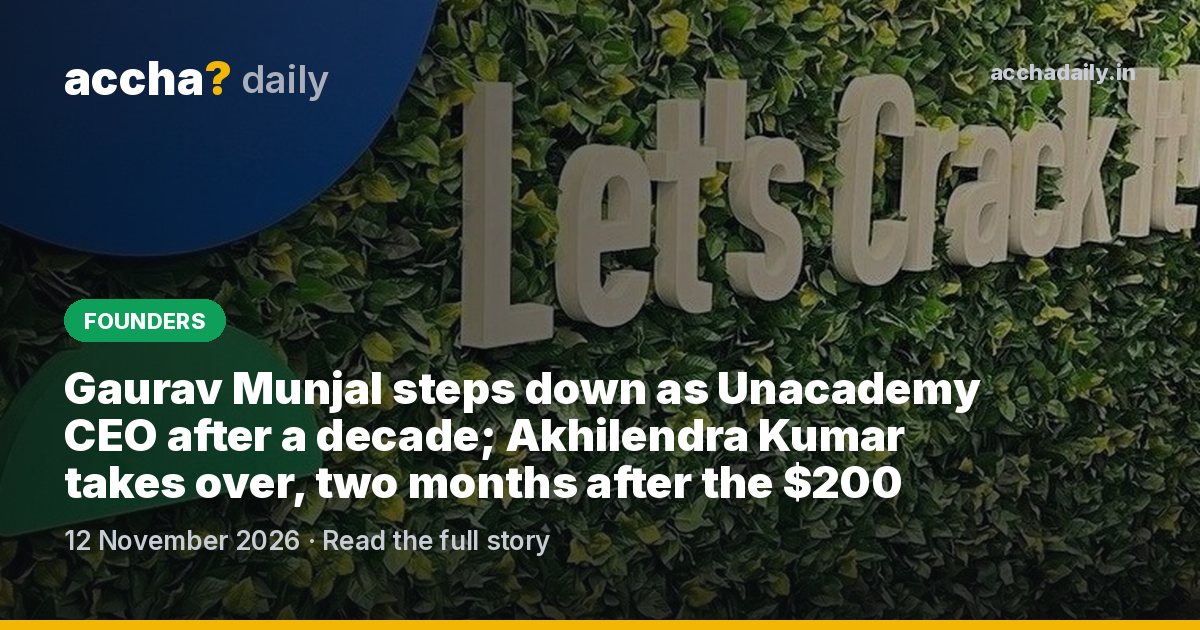 accha? daily
acchadaily.in
Let's Crack It!
FOUNDERS
Gaurav Munjal steps down as Unacademy
CEO after a decade; Akhilendra Kumar
takes over, two months after the $200
12 November 2026 · Read the full story